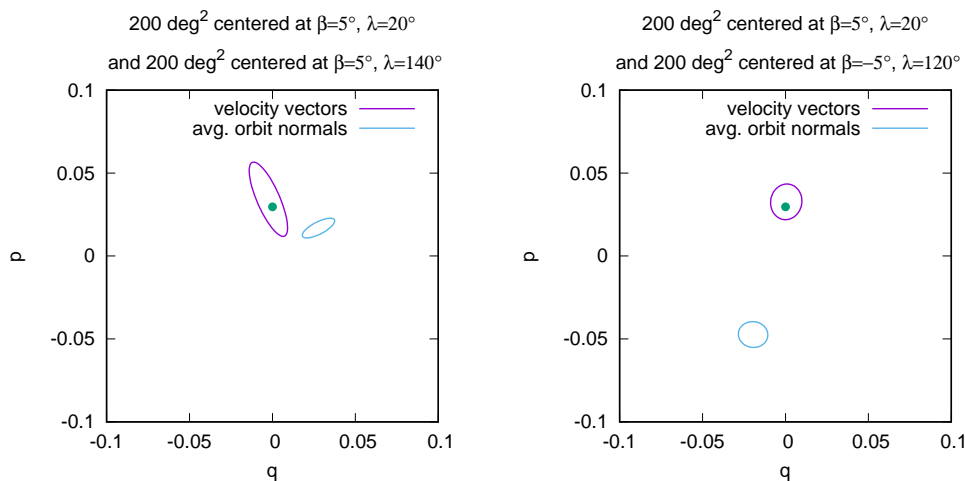 200 deg² centered at β=5°, λ=20°
and 200 deg² centered at β=5°, λ=140°
0.1
velocity vectors
avg. orbit normals
0.05
p
0
-0.05
-0.1
-0.1
-0.05
0
0.05
0.1
q
200 deg² centered at β=5°, λ=20°
and 200 deg² centered at β=−5°, λ=120°
0.1
velocity vectors
avg. orbit normals
0.05
p
0
-0.05
-0.1
-0.1
-0.05
0
0.05
0.1
q